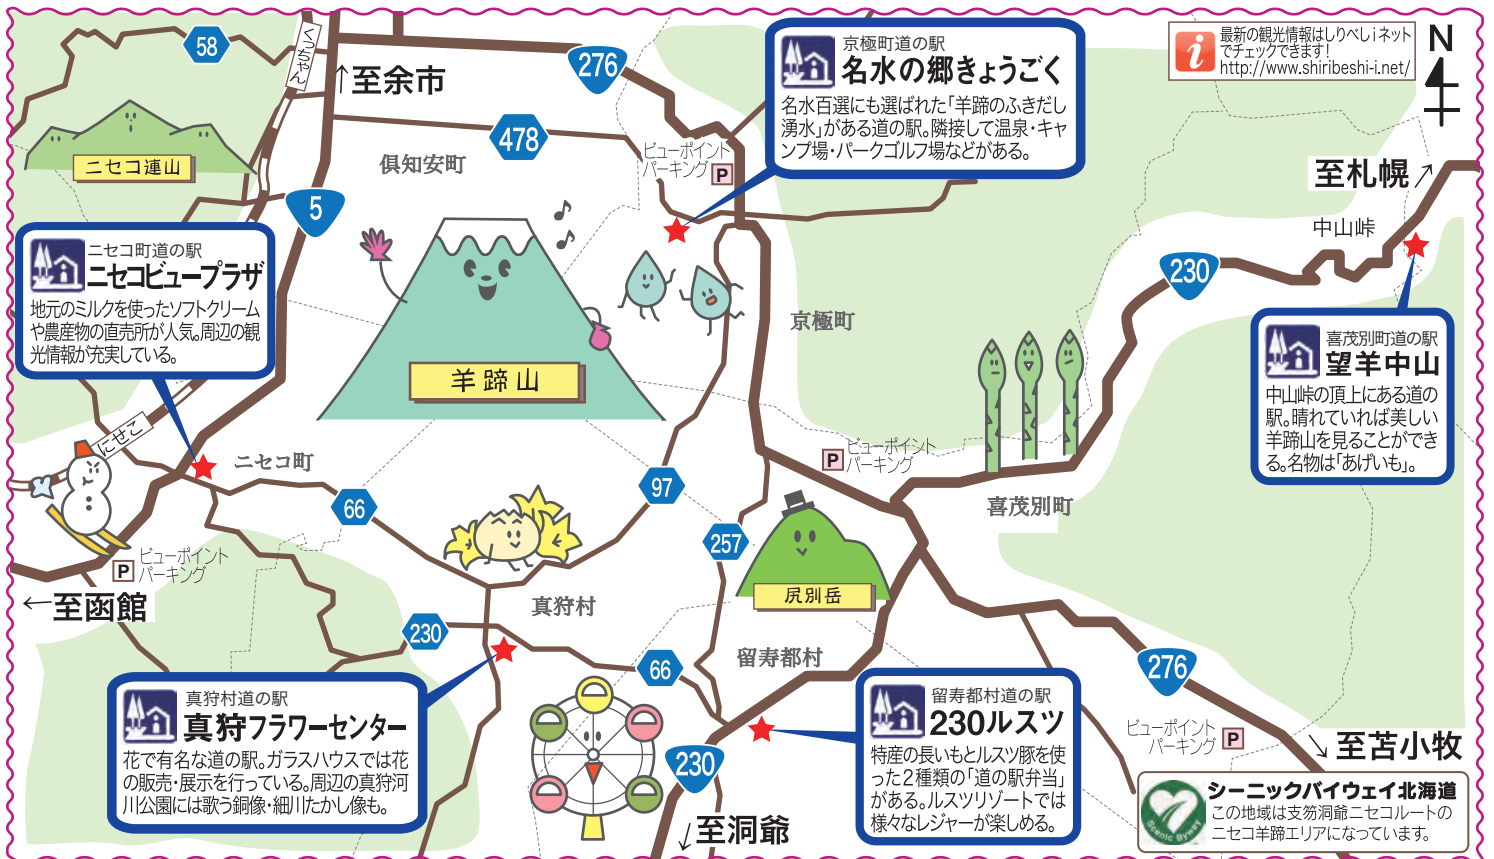 58
くっちゃん
↑至余市
276
京極町道の駅
名水の郷きょうごく
名水百選にも選ばれた「羊蹄のふきだし
湧水」がある道の駅。隣接して温泉・キャ
ンプ場・パークゴルフ場などがある。
最新の観光情報はしりべしiネット
でチェックできます!
http://www.shiribeshi-i.net/
N
478
ビューポイント
パーキング
P
倶知安町
ニセコ連山
5
至札幌
中山峠
230
ニセコ町道の駅
ニセコビュープラザ
地元のミルクを使ったソフトクリーム
や農産物の直売所が人気。周辺の観
光情報が充実している。
京極町
羊蹄山
喜茂別町道の駅
望羊中山
中山峠の頂上にある道の
駅。晴れていれば美しい
羊蹄山を見ることができ
る。名物は「あげいも」。
にせこ
ニセコ町
66
97
ビューポイント
パーキング
P
喜茂別町
257
ビューポイント
パーキング
P
←至函館
尻別岳
真狩村
230
66
留寿都村
276
真狩村道の駅
真狩フラワーセンター
花で有名な道の駅。ガラスハウスでは花
の販売・展示を行っている。周辺の真狩河
川公園には歌う銅像・細川たかし像も。
留寿都村道の駅
230ルスツ
特産の長いもとルスツ豚を使
った2種類の「道の駅弁当」
がある。ルスツリゾートでは
様々なレジャーが楽しめる。
230
至洞爺
ビューポイント
パーキング
P
至苫小牧
Scenic Byway
シーニックバイウェイ北海道
この地域は支笏洞爺ニセコルートの
ニセコ羊蹄エリアになっています。